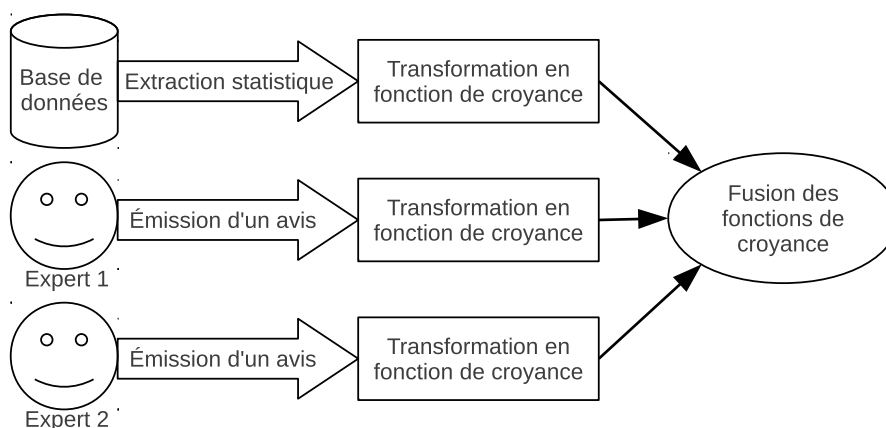 Base de
données
Extraction statistique
Transformation en
fonction de croyance
Émission d'un avis
Transformation en
fonction de croyance
Expert 1
Fusion des
fonctions de
croyance
Émission d'un avis
Transformation en
fonction de croyance
Expert 2